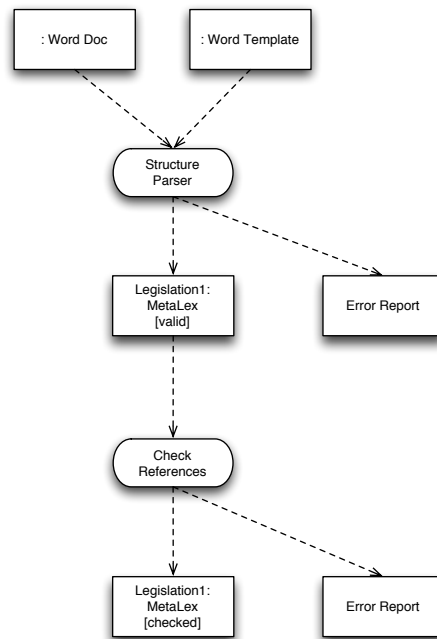 : Word Doc
: Word Template
Structure
Parser
Legislation1:
MetaLex
[valid]
Error Report
Check
References
Legislation1:
MetaLex
[checked]
Error Report